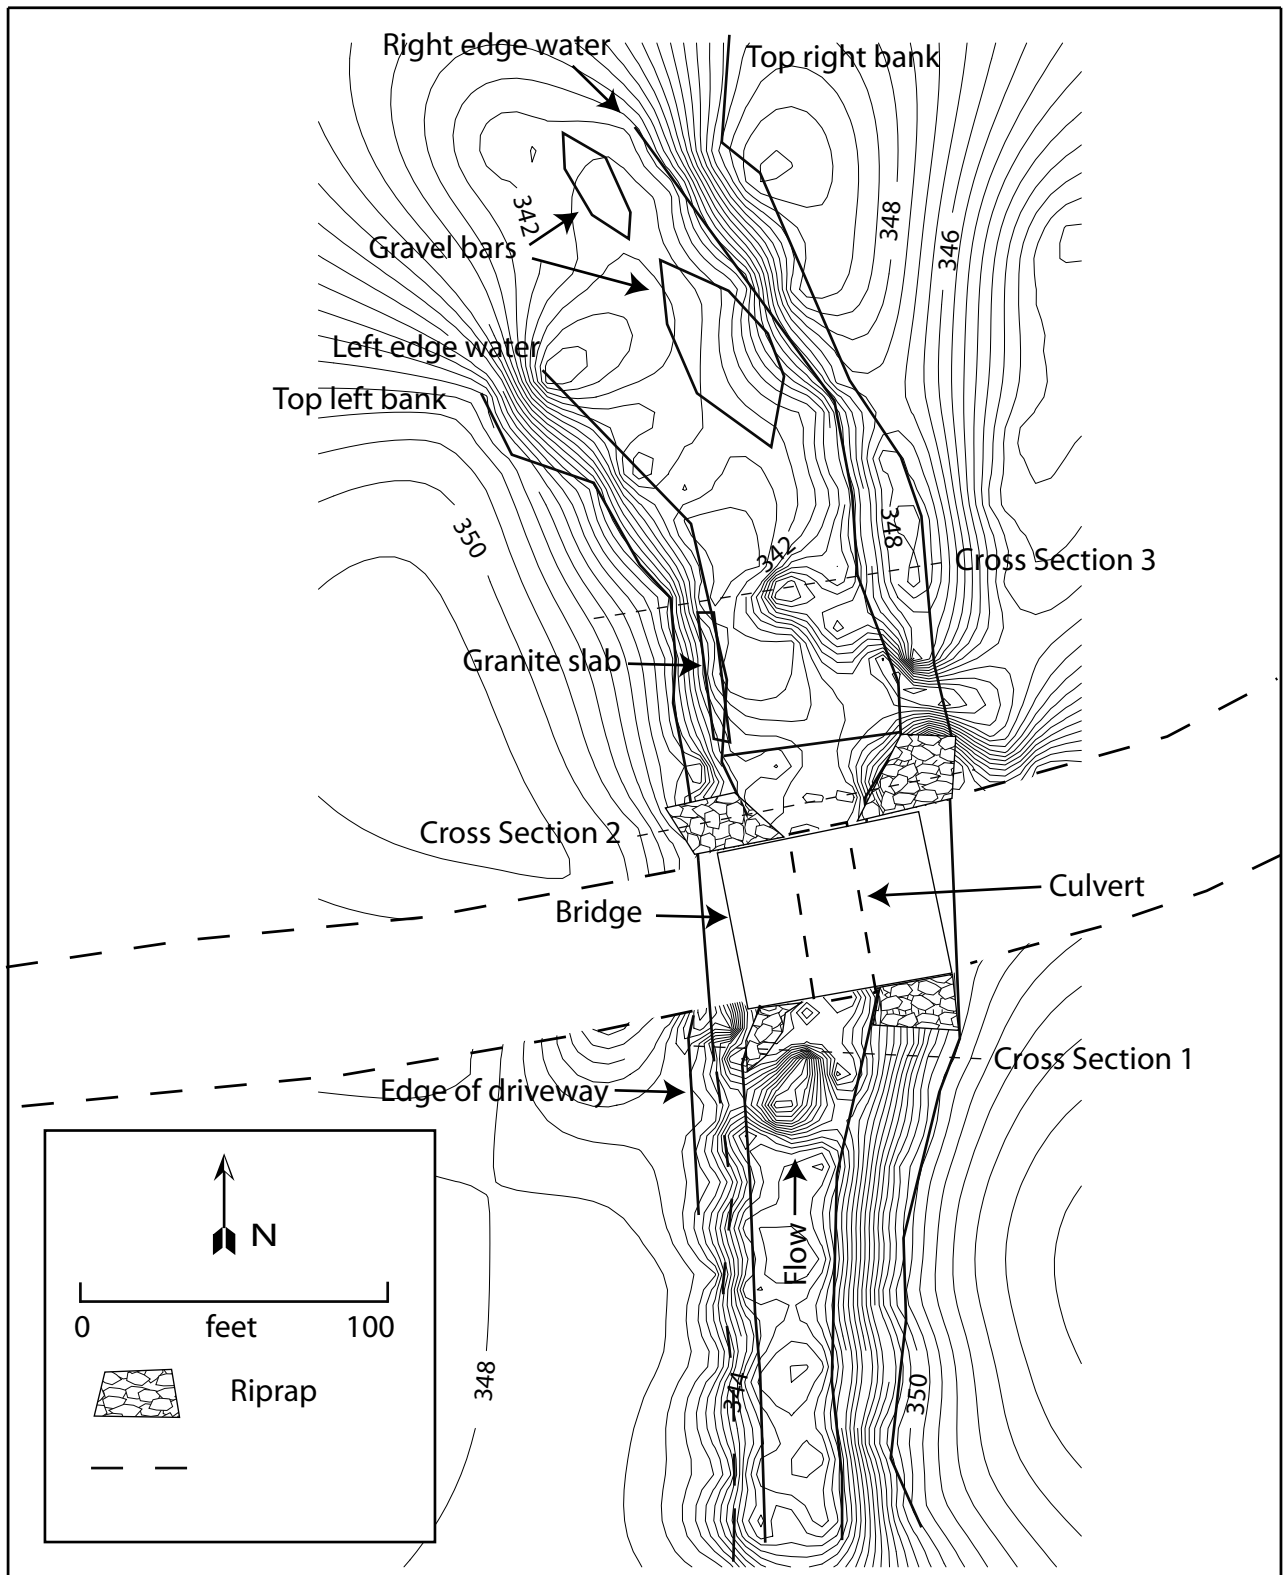 Right edge water
Top right bank
342
348
Gravel bars
346
Left edge water
Top left bank
350
348
342
Cross Section 3
Granite slab
Cross Section 2
Culvert
Bridge
Cross Section 1
Edge of driveway
Flow
N
0 feet 100
Riprap
348
344
350